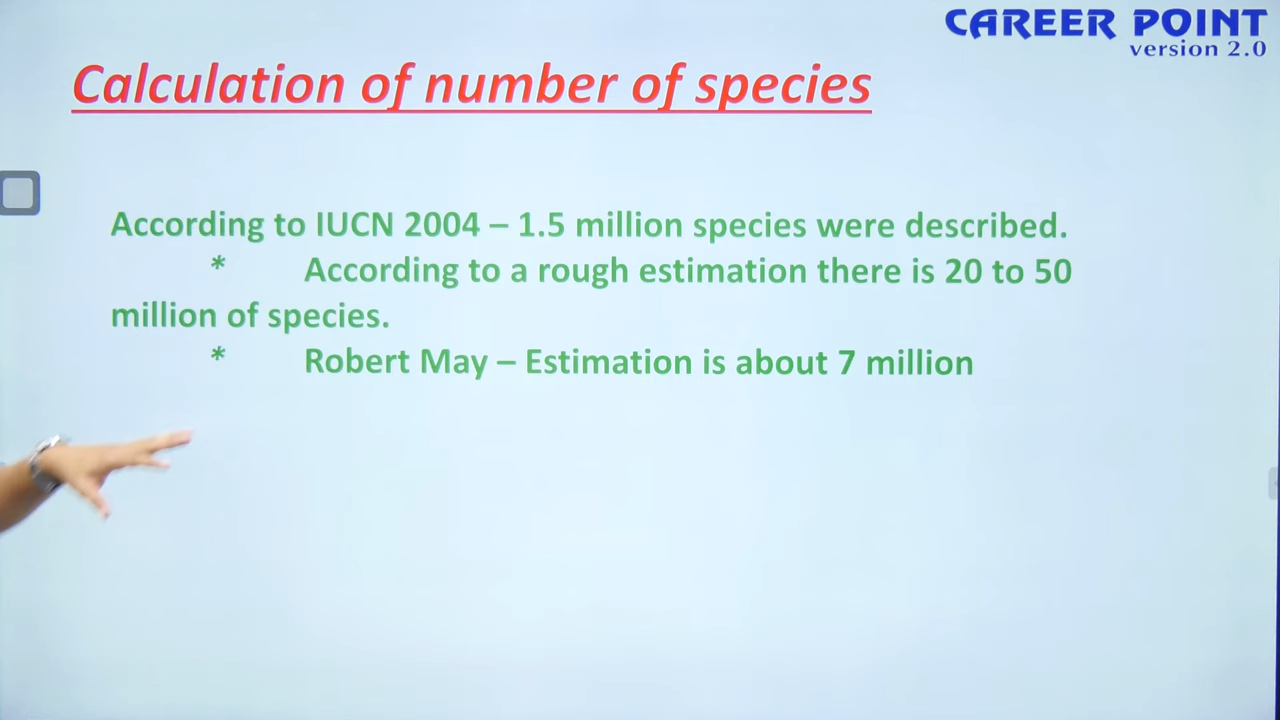 CAREER POINT
version 2.0
Calculation of number of species
According to IUCN 2004 – 1.5 million species were described.
* According to a rough estimation there is 20 to 50
million of species.
* Robert May – Estimation is about 7 million